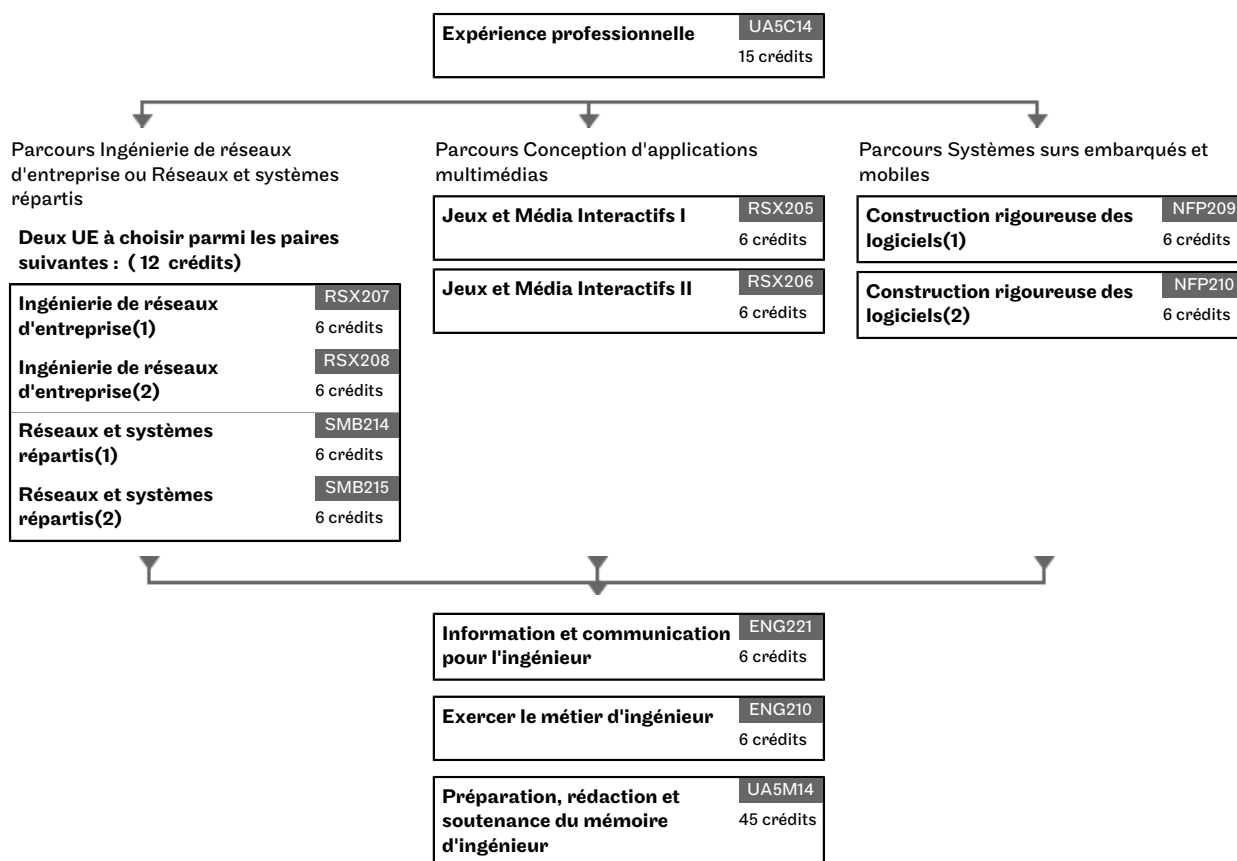 Expérience professionnelle
UA5C14
15 crédits
Parcours Ingénierie de réseaux
d'entreprise ou Réseaux et systèmes
répartis
Deux UE à choisir parmi les paires
suivantes : ( 12 crédits)
Ingénierie de réseaux
d'entreprise(1)
RSX207
6 crédits
Ingénierie de réseaux
d'entreprise(2)
RSX208
6 crédits
Réseaux et systèmes
répartis(1)
SMB214
6 crédits
Réseaux et systèmes
répartis(2)
SMB215
6 crédits
Parcours Conception d'applications
multimédias
Jeux et Média Interactifs I
RSX205
6 crédits
Jeux et Média Interactifs II
RSX206
6 crédits
Parcours Systèmes surs embarqués et
mobiles
Construction rigoureuse des
logiciels(1)
NFP209
6 crédits
Construction rigoureuse des
logiciels(2)
NFP210
6 crédits
Information et communication
pour l'ingénieur
ENG221
6 crédits
Exercer le métier d'ingénieur
ENG210
6 crédits
Préparation, rédaction et
soutenance du mémoire
d'ingénieur
UA5M14
45 crédits